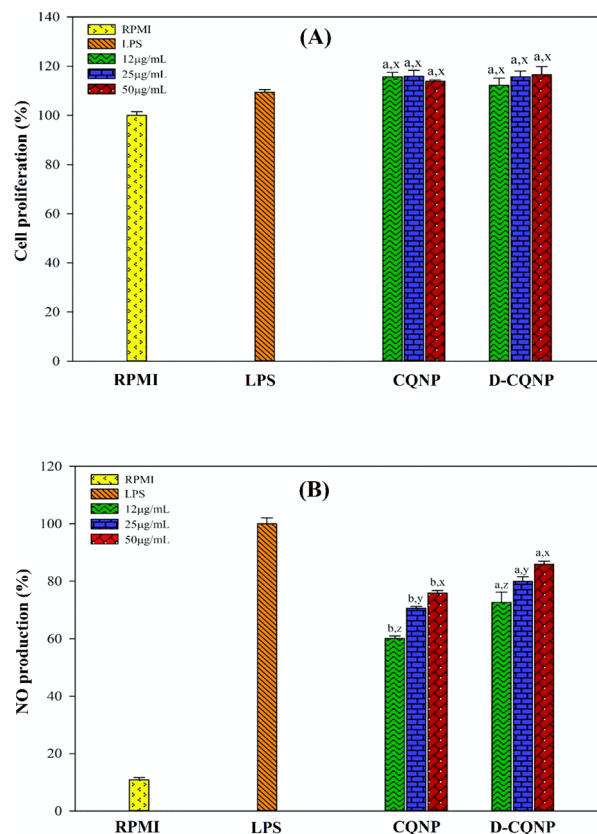 140
120
100
80
60
40
20
0
Cell proliferation (%)
RPMI
LPS
12μg/mL
25μg/mL
50μg/mL
(A)
a,x a,x a,x
a,x a,x a,x
RPMI LPS CQNP D-CQNP
120
100
80
60
40
20
0
NO production (%)
RPMI
LPS
12μg/mL
25μg/mL
50μg/mL
(B)
b,z b,y b,x
a,z a,y a,x
RPMI LPS CQNP D-CQNP